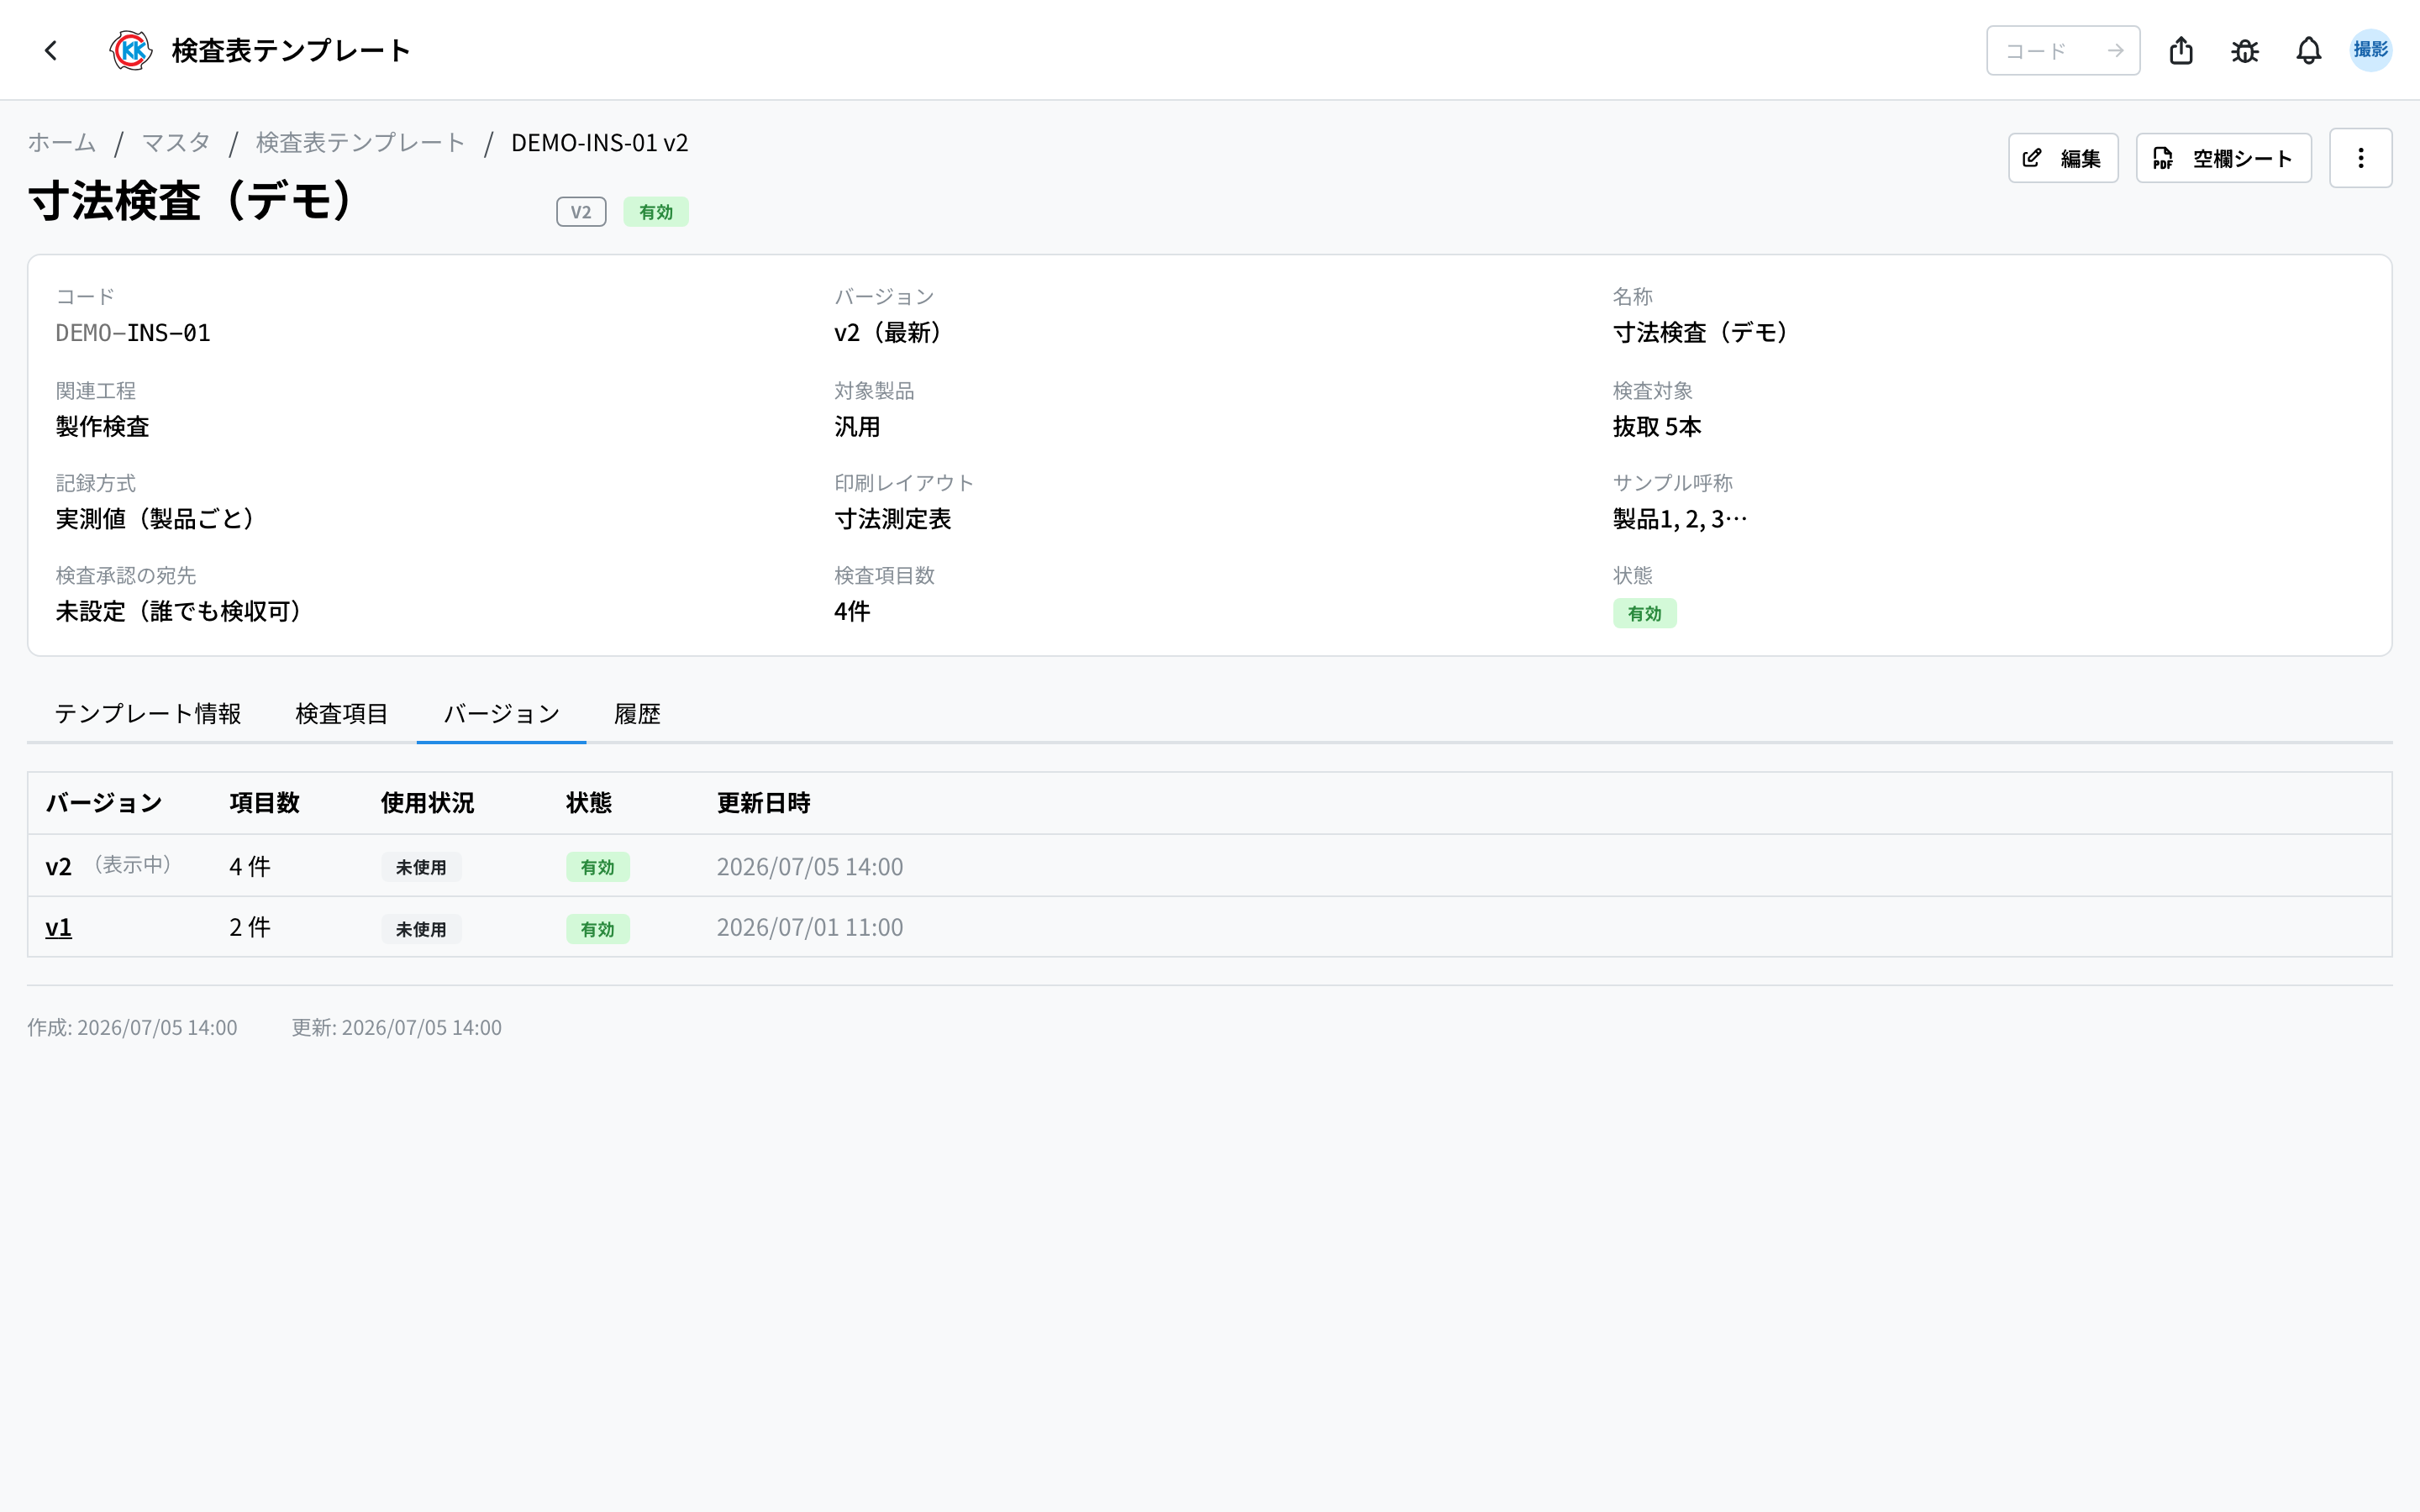 KK 検査表テンプレート コード 撮影
ホーム / マスタ / 検査表テンプレート / DEMO-INS-01 v2
編集 PDF 空欄シート
寸法検査（デモ） V2 有効
コード バージョン 名称
DEMO-INS-01 v2（最新） 寸法検査（デモ）
関連工程 対象製品 検査対象
製作検査 汎用 抜取 5本
記録方式 印刷レイアウト サンプル呼称
実測値（製品ごと） 寸法測定表 製品1, 2, 3…
検査承認の宛先 検査項目数 状態
未設定（誰でも検収可） 4件 有効
テンプレート情報 検査項目 バージョン 履歴
バージョン 項目数 使用状況 状態 更新日時
v2 （表示中） 4 件 未使用 有効 2026/07/05 14:00
v1 2 件 未使用 有効 2026/07/01 11:00
作成: 2026/07/05 14:00 更新: 2026/07/05 14:00